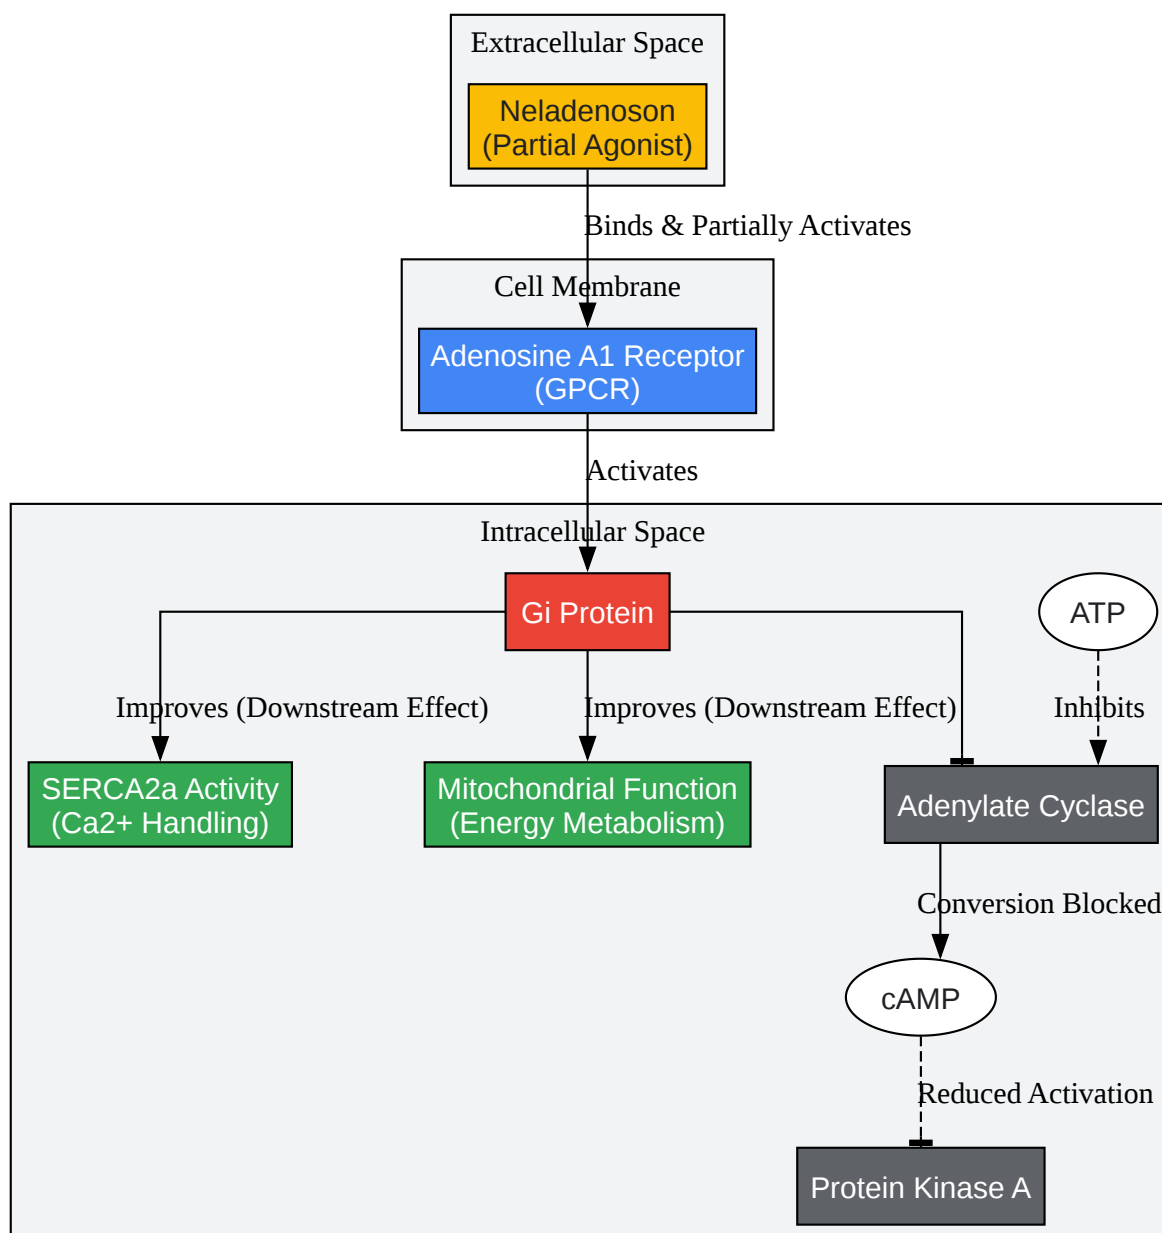 Extracellular Space
Neladenoson
(Partial Agonist)
Binds & Partially Activates
Cell Membrane
Adenosine A1 Receptor
(GPCR)
Activates
Intracellular Space
Gi Protein
ATP
Improves (Downstream Effect)
Improves (Downstream Effect)
Inhibits
SERCA2a Activity
(Ca2+ Handling)
Mitochondrial Function
(Energy Metabolism)
Adenylate Cyclase
Conversion Blocked
cAMP
Reduced Activation
Protein Kinase A